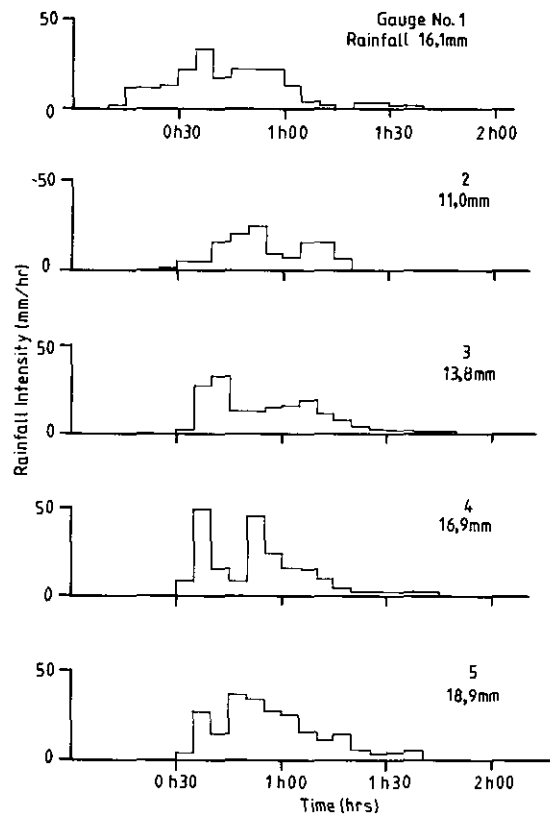 50
Gauge No. 1
Rainfall 16,1mm
0
0h30
1h00
1h30
2h00
-50
2
11,0mm
0
50
3
13,8mm
0
50
4
16,9mm
0
50
5
18,9mm
0
0h30
1h00
1h30
2h00
Time (hrs)
Rainfall Intensity (mm/hr)